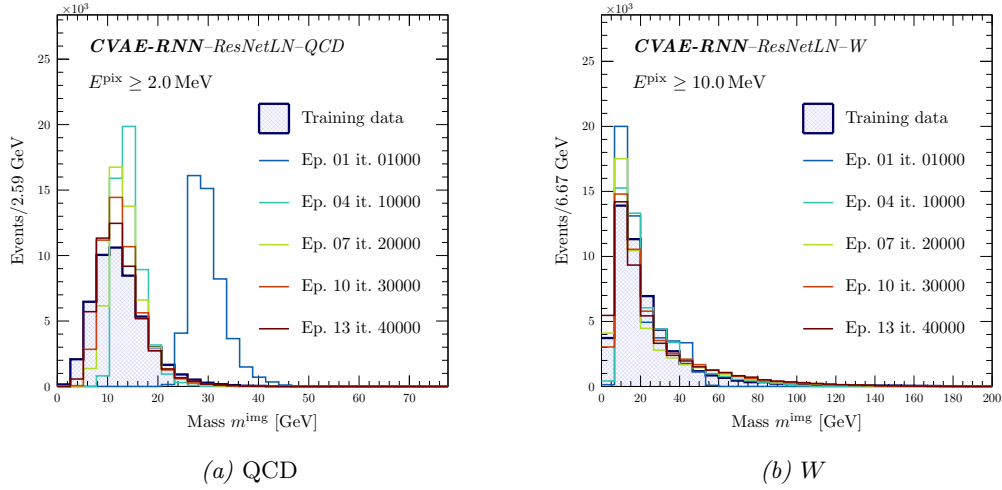 ×10³
CVAE-RNN–ResNetLN–QCD
E^pix ≥ 2.0 MeV
Training data
Ep. 01 it. 01000
Ep. 04 it. 10000
Ep. 07 it. 20000
Ep. 10 it. 30000
Ep. 13 it. 40000
Events/2.59 GeV
25
20
15
10
5
0
0 10 20 30 40 50 60 70
Mass m^img [GeV]
(a) QCD
×10³
CVAE-RNN–ResNetLN–W
E^pix ≥ 10.0 MeV
Training data
Ep. 01 it. 01000
Ep. 04 it. 10000
Ep. 07 it. 20000
Ep. 10 it. 30000
Ep. 13 it. 40000
Events/6.67 GeV
25
20
15
10
5
0
0 20 40 60 80 100 120 140 160 180 200
Mass m^img [GeV]
(b) W